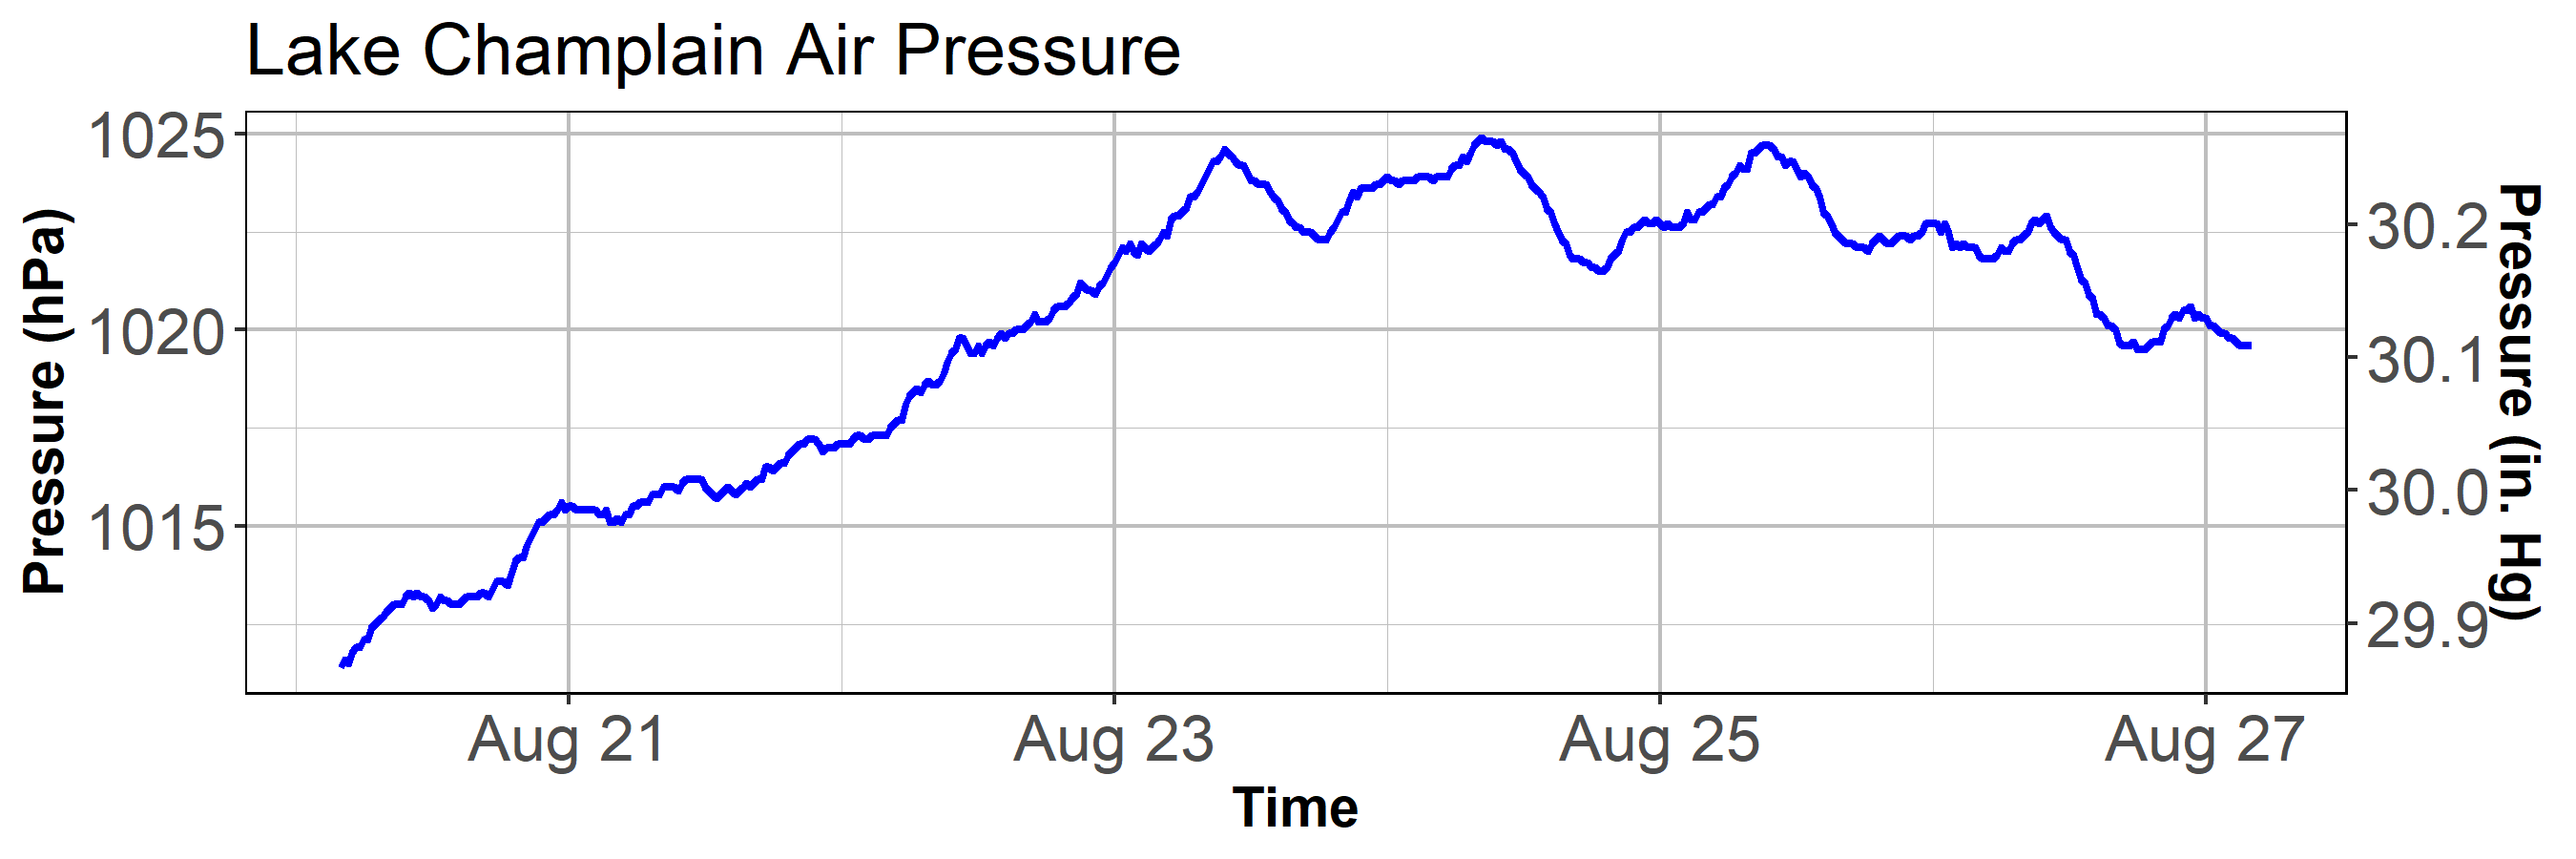 Lake Champlain Air Pressure
Pressure (hPa)
1025
1020
1015
30.2
30.1
30.0
29.9
Pressure (in. Hg)
Aug 21 Aug 23 Aug 25 Aug 27
Time